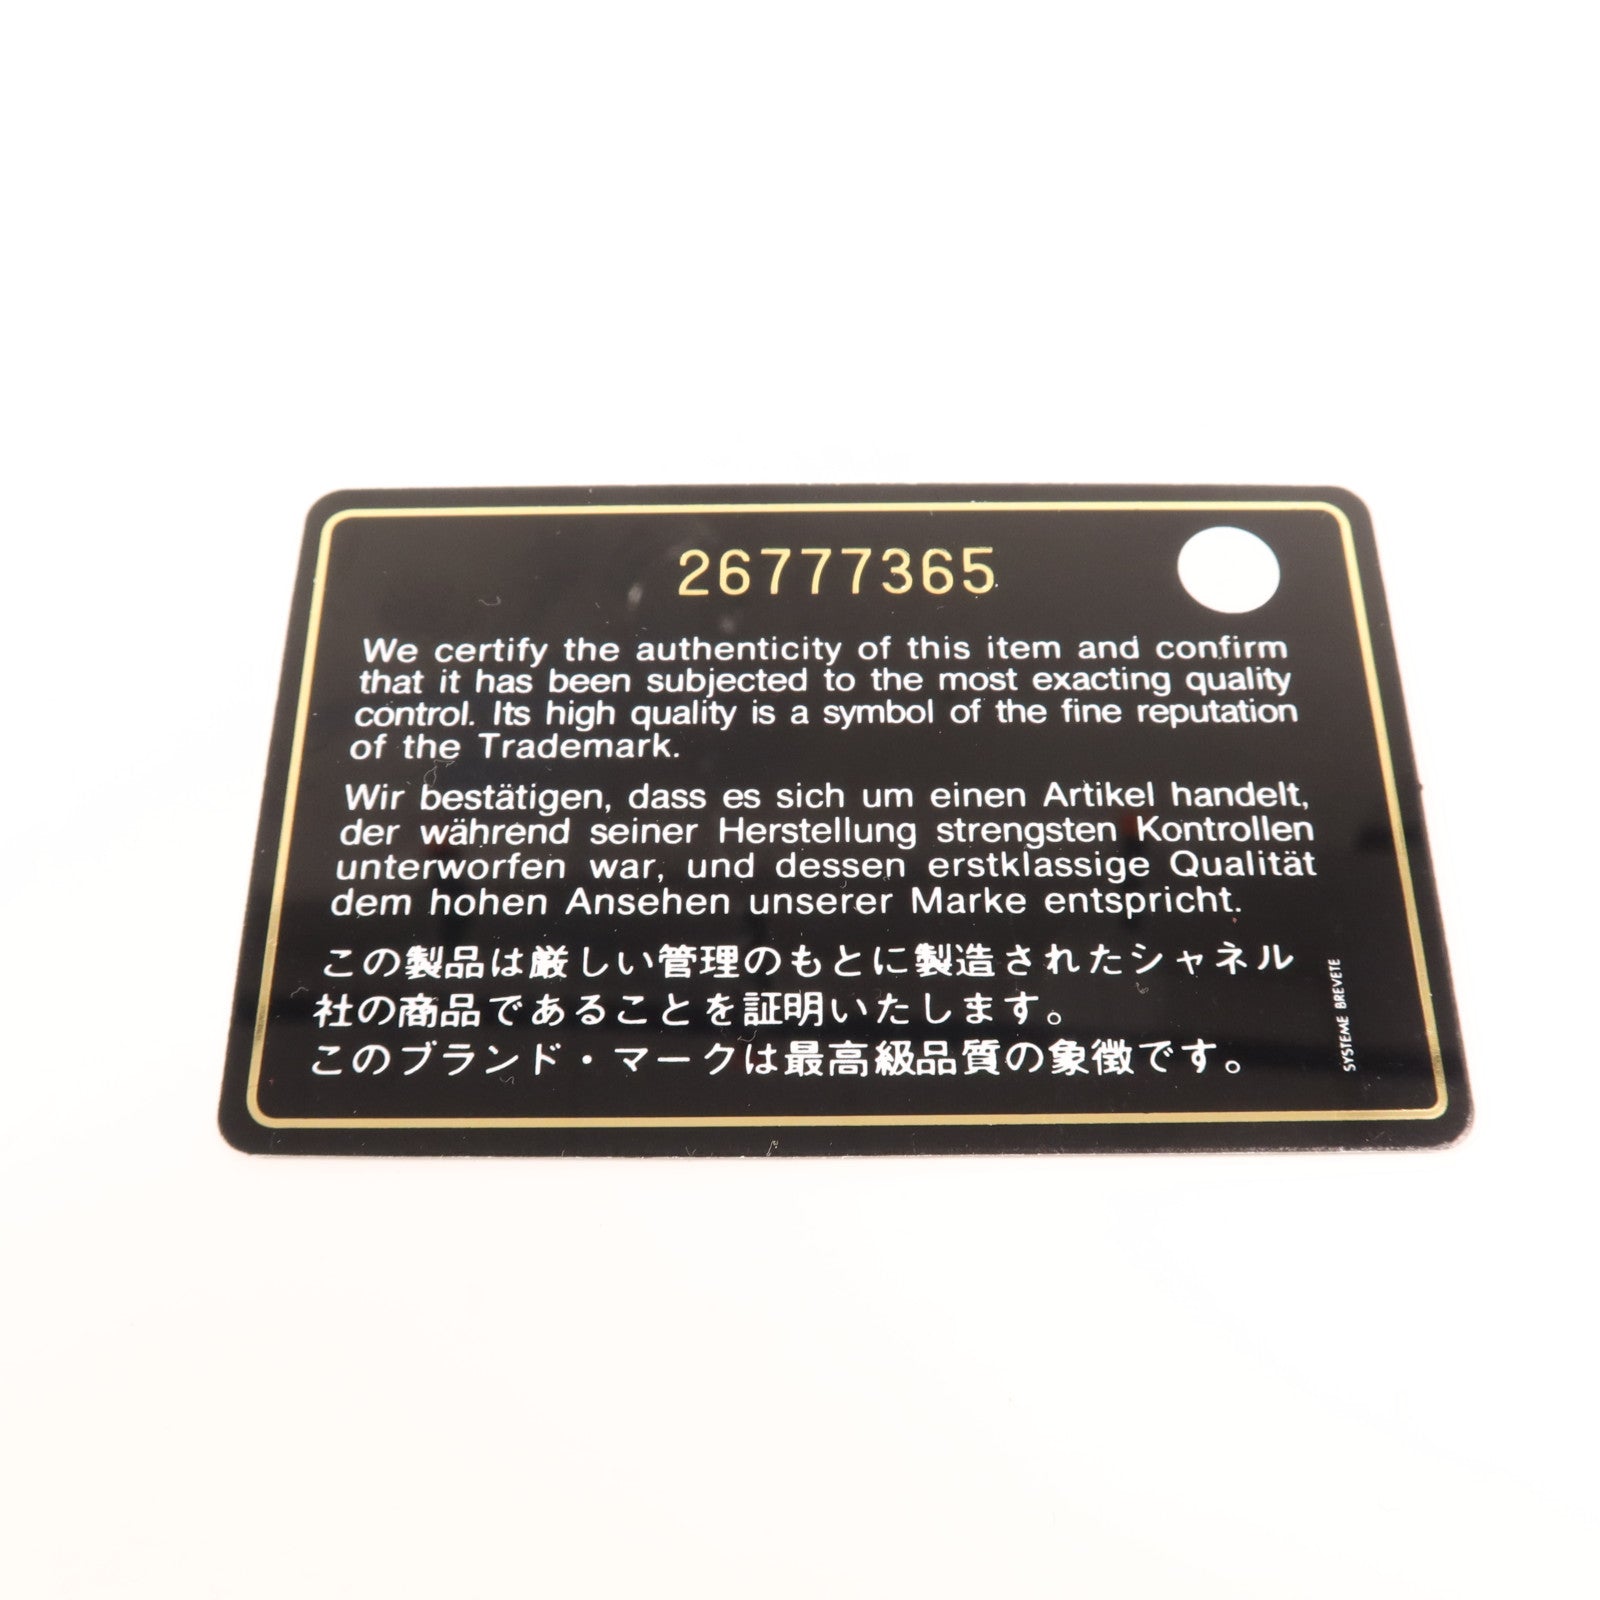 26777365
We certify the authenticity of this item and confirm
that it has been subjected to the most exacting quality
control. Its high quality is a symbol of the fine reputation
of the Trademark.
Wir bestätigen, dass es sich um einen Artikel handelt,
der während seiner Herstellung strengsten Kontrollen
unterworfen war, und dessen erstklassige Qualität
dem hohen Ansehen unserer Marke entspricht.
この製品は厳しい管理のもとに製造されたシャネル
社の商品であることを証明いたします。
このブランド・マークは最高級品質の象徴です。
SYSTEME BREVETE